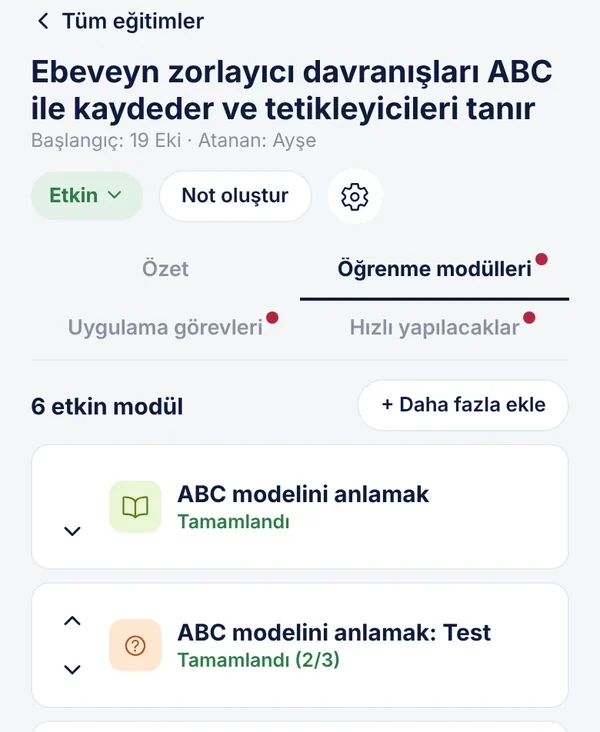 Tüm eğitimler
Ebeveyn zorlayıcı davranışları ABC
ile kaydeder ve tetikleyicileri tanır
Başlangıç: 19 Eki · Atanan: Ayşe
Etkin
Not oluştur
Özet
Öğrenme modülleri
Uygulama görevleri
Hızlı yapılacaklar
6 etkin modül
+ Daha fazla ekle
ABC modelini anlamak
Tamamlandı
ABC modelini anlamak: Test
Tamamlandı (2/3)